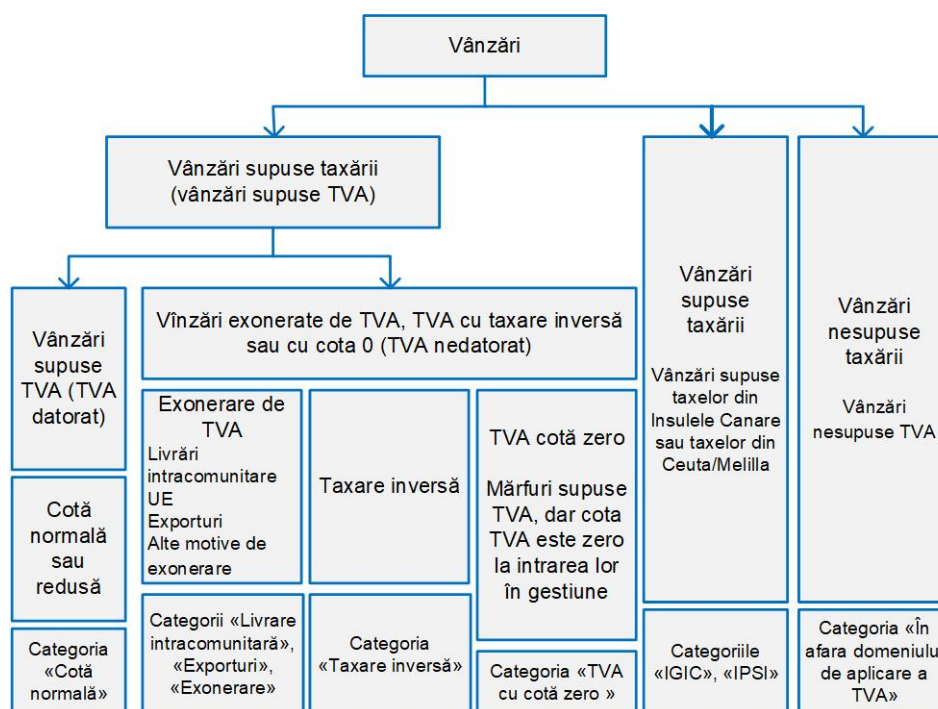 Vânzări
Vânzări supuse taxării
(vânzări supuse TVA)
Vânzări
supuse
TVA (TVA
datorat)
Vînzări exonerate de TVA, TVA cu taxare inversă
sau cu cota 0 (TVA nedatorat)
Vânzări
supuse
taxării
Vânzări supuse
taxelor din
Insulele Canare
sau taxelor din
Ceuta/Melilla
Vânzări
nesupuse
taxării
Vânzări
nesupuse TVA
Cotă
normală
sau
redusă
Exonerare de
TVA
Livrări
intracomunitare
UE
Exporturi
Alte motive de
exonerare
Taxare inversă
TVA cotă zero
Mărfuri supuse
TVA, dar cota
TVA este zero
la intrarea lor
în gestiune
Categoria
«Cotă
normală»
Categorii «Livrare
intracomunitară»,
«Exporturi»,
«Exonerare»
Categoria
«Taxare inversă»
Categoria «TVA
cu cotă zero »
Categoriile
«IGIC», «IPSI»
Categoria «În
afara domeniului
de aplicare a
TVA»